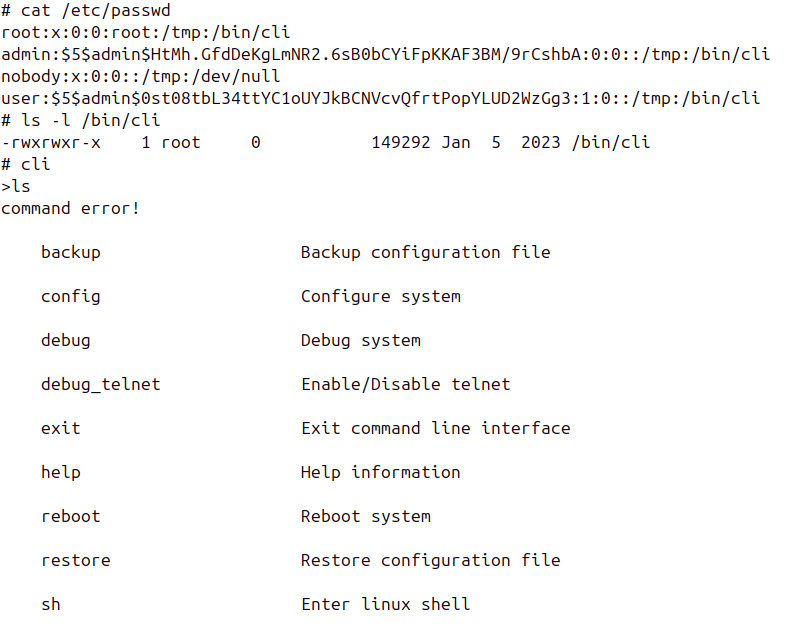 # cat /etc/passwd
root:x:0:0:root:/tmp:/bin/cli
admin:$5$admin$HtMh.GfdDeKgLmNR2.6sB0bCYiFpKKAF3BM/9rCshbA:0:0::/tmp:/bin/cli
nobody:x:0:0::/tmp:/dev/null
user:$5$admin$0st08tbL34ttYC1oUYJkBCNVcvQfrtPopYLUD2WzGg3:1:0::/tmp:/bin/cli
# ls -l /bin/cli
-rwxrwxr-x    1 root     0           149292 Jan  5  2023 /bin/cli
# cli
>ls
command error!
    backup                    Backup configuration file
    config                    Configure system
    debug                     Debug system
    debug_telnet              Enable/Disable telnet
    exit                      Exit command line interface
    help                      Help information
    reboot                    Reboot system
    restore                   Restore configuration file
    sh                        Enter linux shell